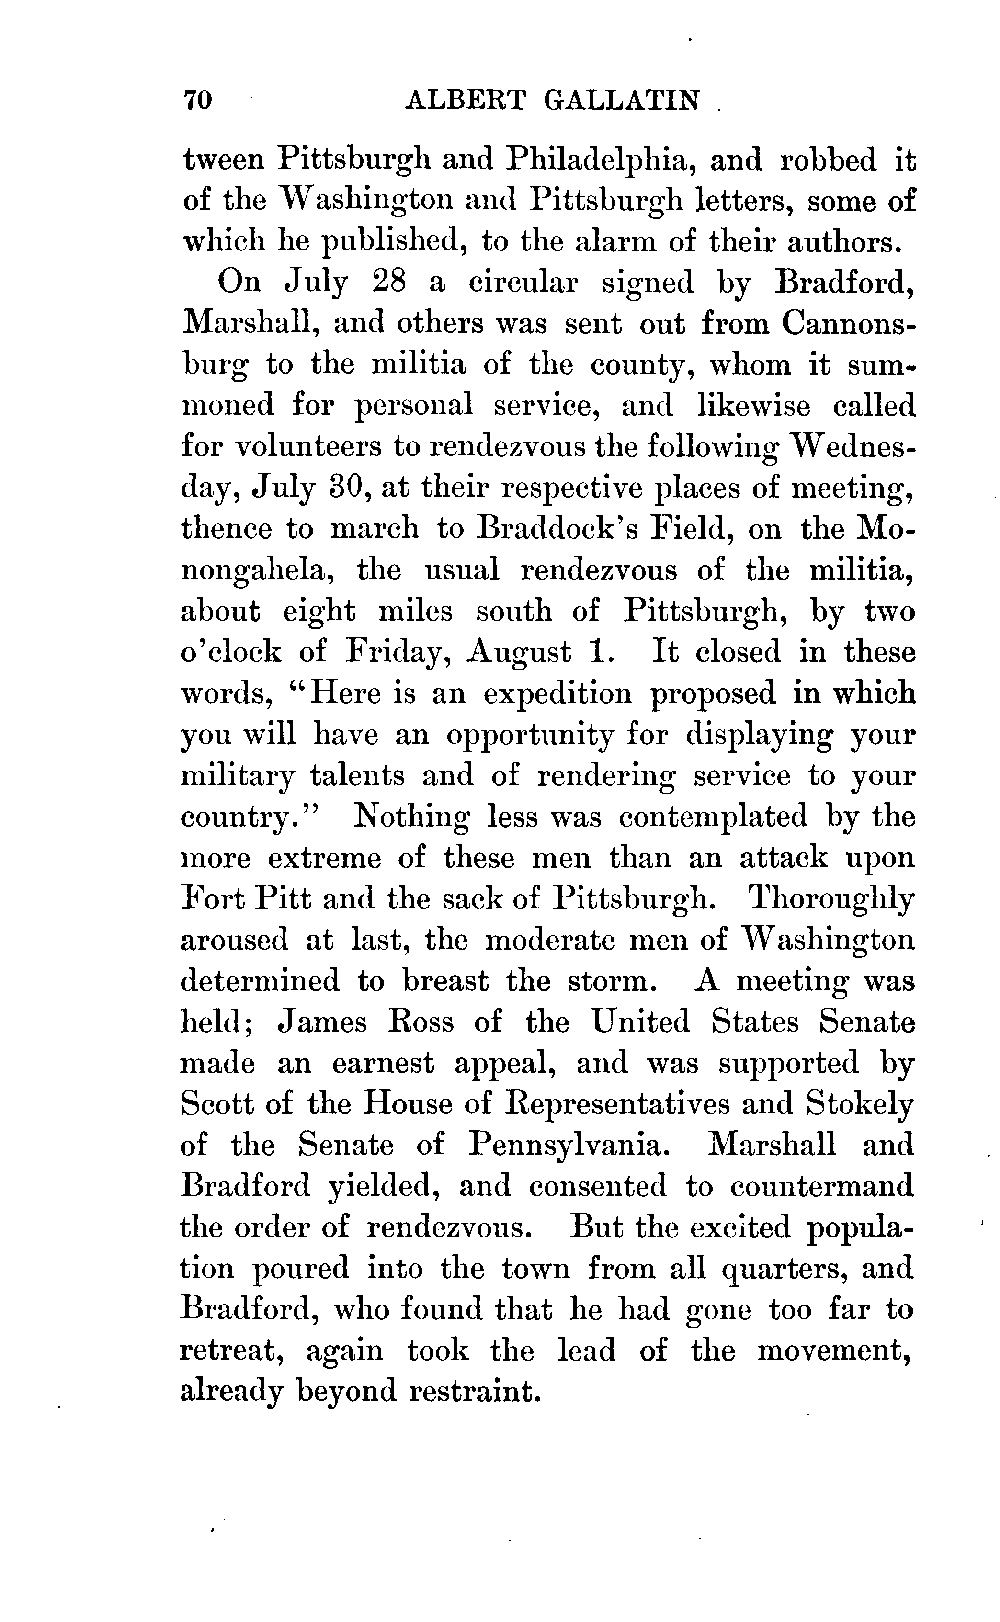 70 ALBERT GALLATIN
tween Pittsburgh and Philadelphia, and robbed it
of the Washington and Pittsburgh letters, some of
which he published, to the alarm of their authors.
On July 28 a circular signed by Bradford,
Marshall, and others was sent out from Cannons-
burg to the militia of the county, whom it sum-
moned for personal service, and likewise called
for volunteers to rendezvous the following Wednes-
day, July 30, at their respective places of meeting,
thence to march to Braddock's Field, on the Mo-
nongahela, the usual rendezvous of the militia,
about eight miles south of Pittsburgh, by two
o'clock of Friday, August 1. It closed in these
words, "Here is an expedition proposed in which
you will have an opportunity for displaying your
military talents and of rendering service to your
country." Nothing less was contemplated by the
more extreme of these men than an attack upon
Fort Pitt and the sack of Pittsburgh. Thoroughly
aroused at last, the moderate men of Washington
determined to breast the storm. A meeting was
held; James Ross of the United States Senate
made an earnest appeal, and was supported by
Scott of the House of Representatives and Stokely
of the Senate of Pennsylvania. Marshall and
Bradford yielded, and consented to countermand
the order of rendezvous. But the excited popula-
tion poured into the town from all quarters, and
Bradford, who found that he had gone too far to
retreat, again took the lead of the movement,
already beyond restraint.